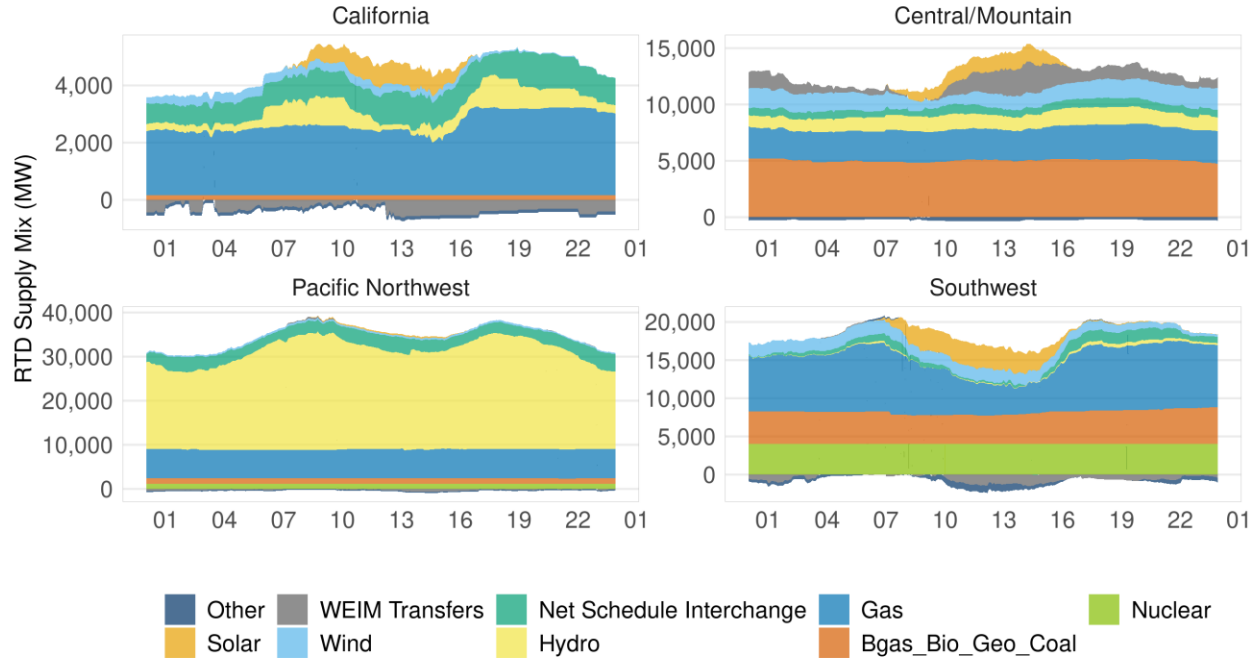 California
Central/Mountain
RTD Supply Mix (MW)
4,000
2,000
0
01 04 07 10 13 16 19 22 01
15,000
10,000
5,000
0
01 04 07 10 13 16 19 22 01
Pacific Northwest
Southwest
40,000
30,000
20,000
10,000
0
01 04 07 10 13 16 19 22 01
20,000
15,000
10,000
5,000
0
01 04 07 10 13 16 19 22 01
Other WEIM Transfers Net Schedule Interchange Gas Nuclear
Solar Wind Hydro Bgas_Bio_Geo_Coal